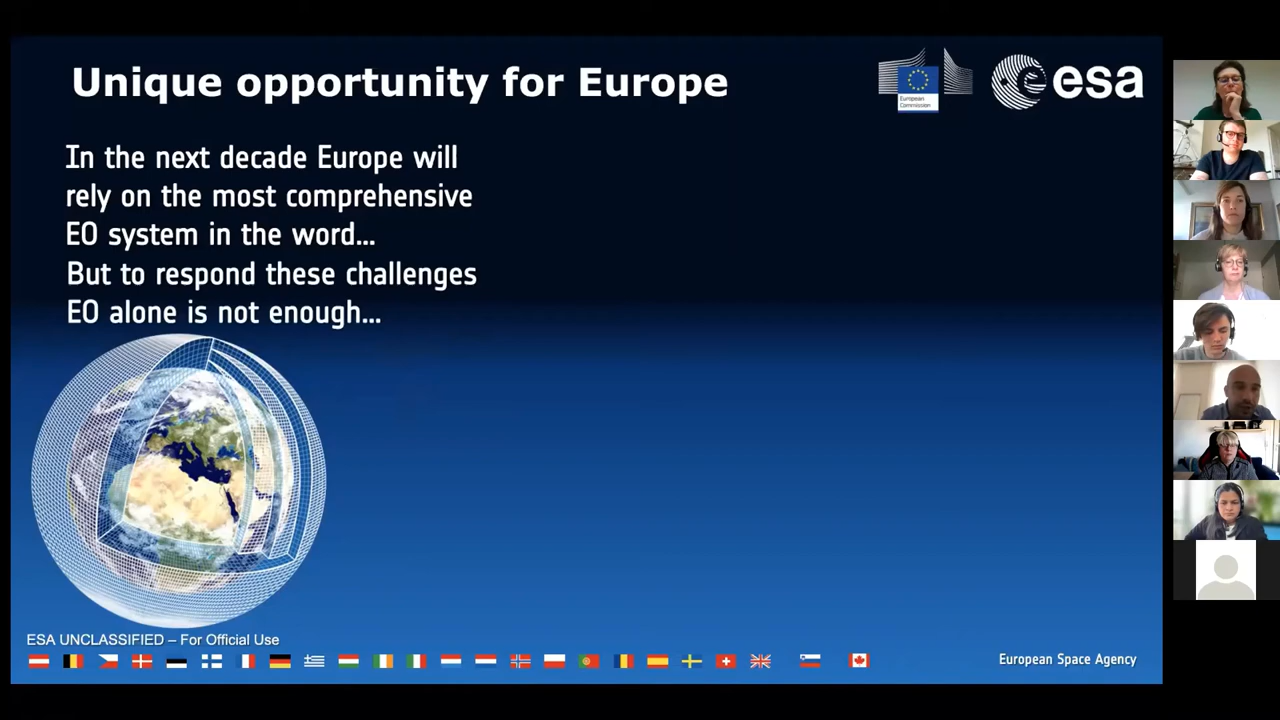 Unique opportunity for Europe
European
Commission
esa
In the next decade Europe will
rely on the most comprehensive
EO system in the word...
But to respond these challenges
EO alone is not enough...
ESA UNCLASSIFIED – For Official Use
European Space Agency